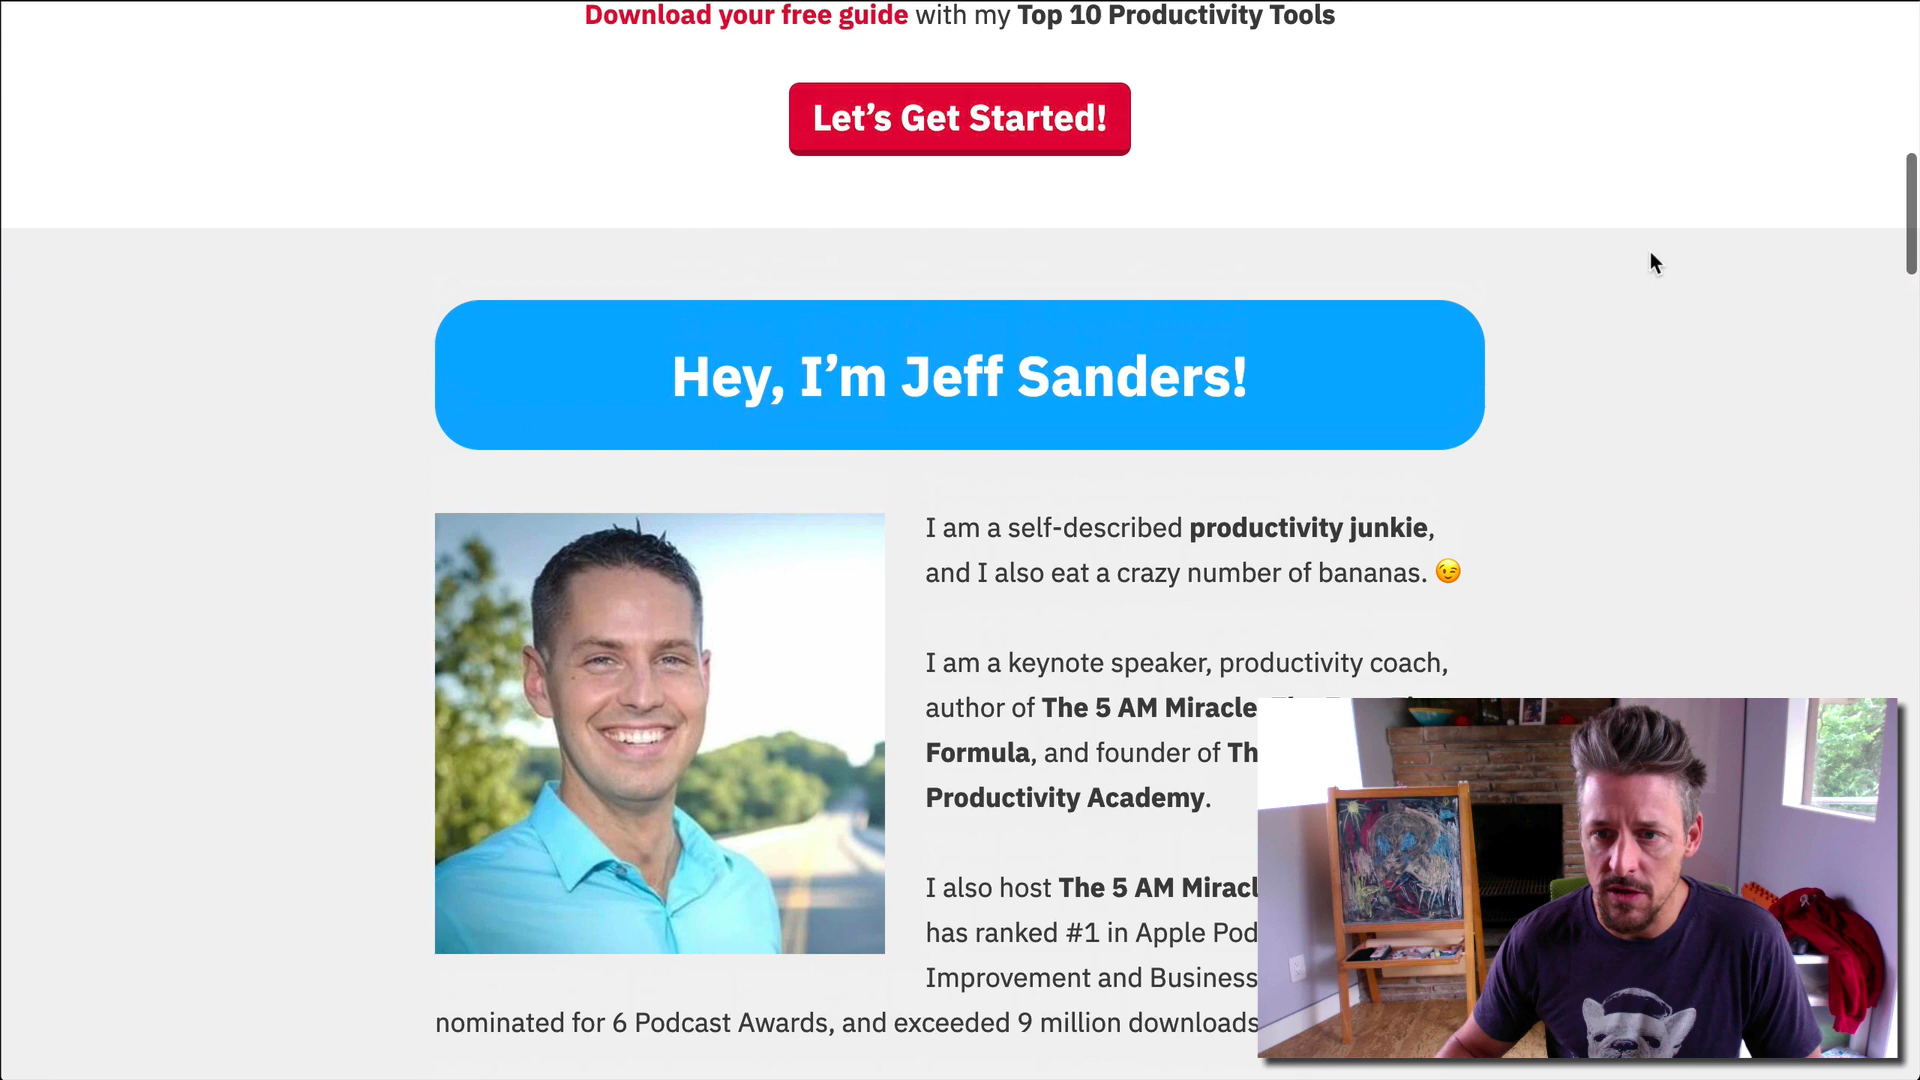 Download your free guide with my Top 10 Productivity Tools
Let’s Get Started!
Hey, I’m Jeff Sanders!
I am a self-described productivity junkie,
and I also eat a crazy number of bananas. 😉
I am a keynote speaker, productivity coach,
author of The 5 AM Miracle
Formula, and founder of Th
Productivity Academy.
I also host The 5 AM Miracl
has ranked #1 in Apple Pod
Improvement and Business
nominated for 6 Podcast Awards, and exceeded 9 million downloads